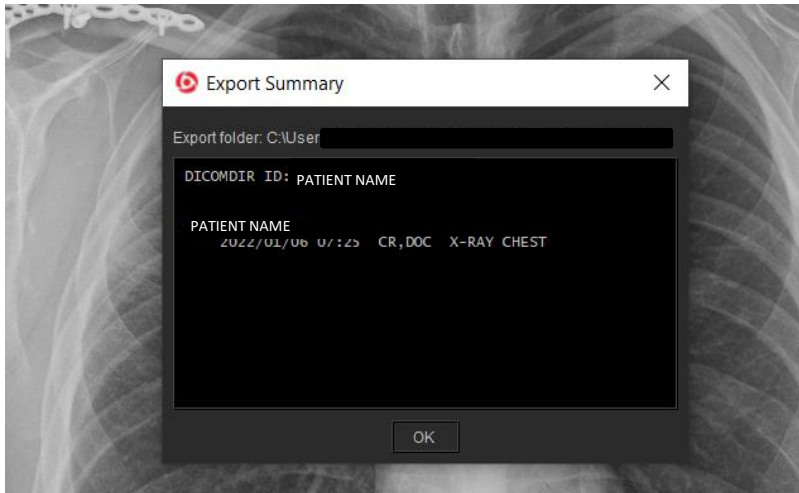 Export Summary
Export folder: C:\User
DICOMDIR ID: PATIENT NAME
PATIENT NAME
2022/01/06 07:25 CR,DOC X-RAY CHEST
OK